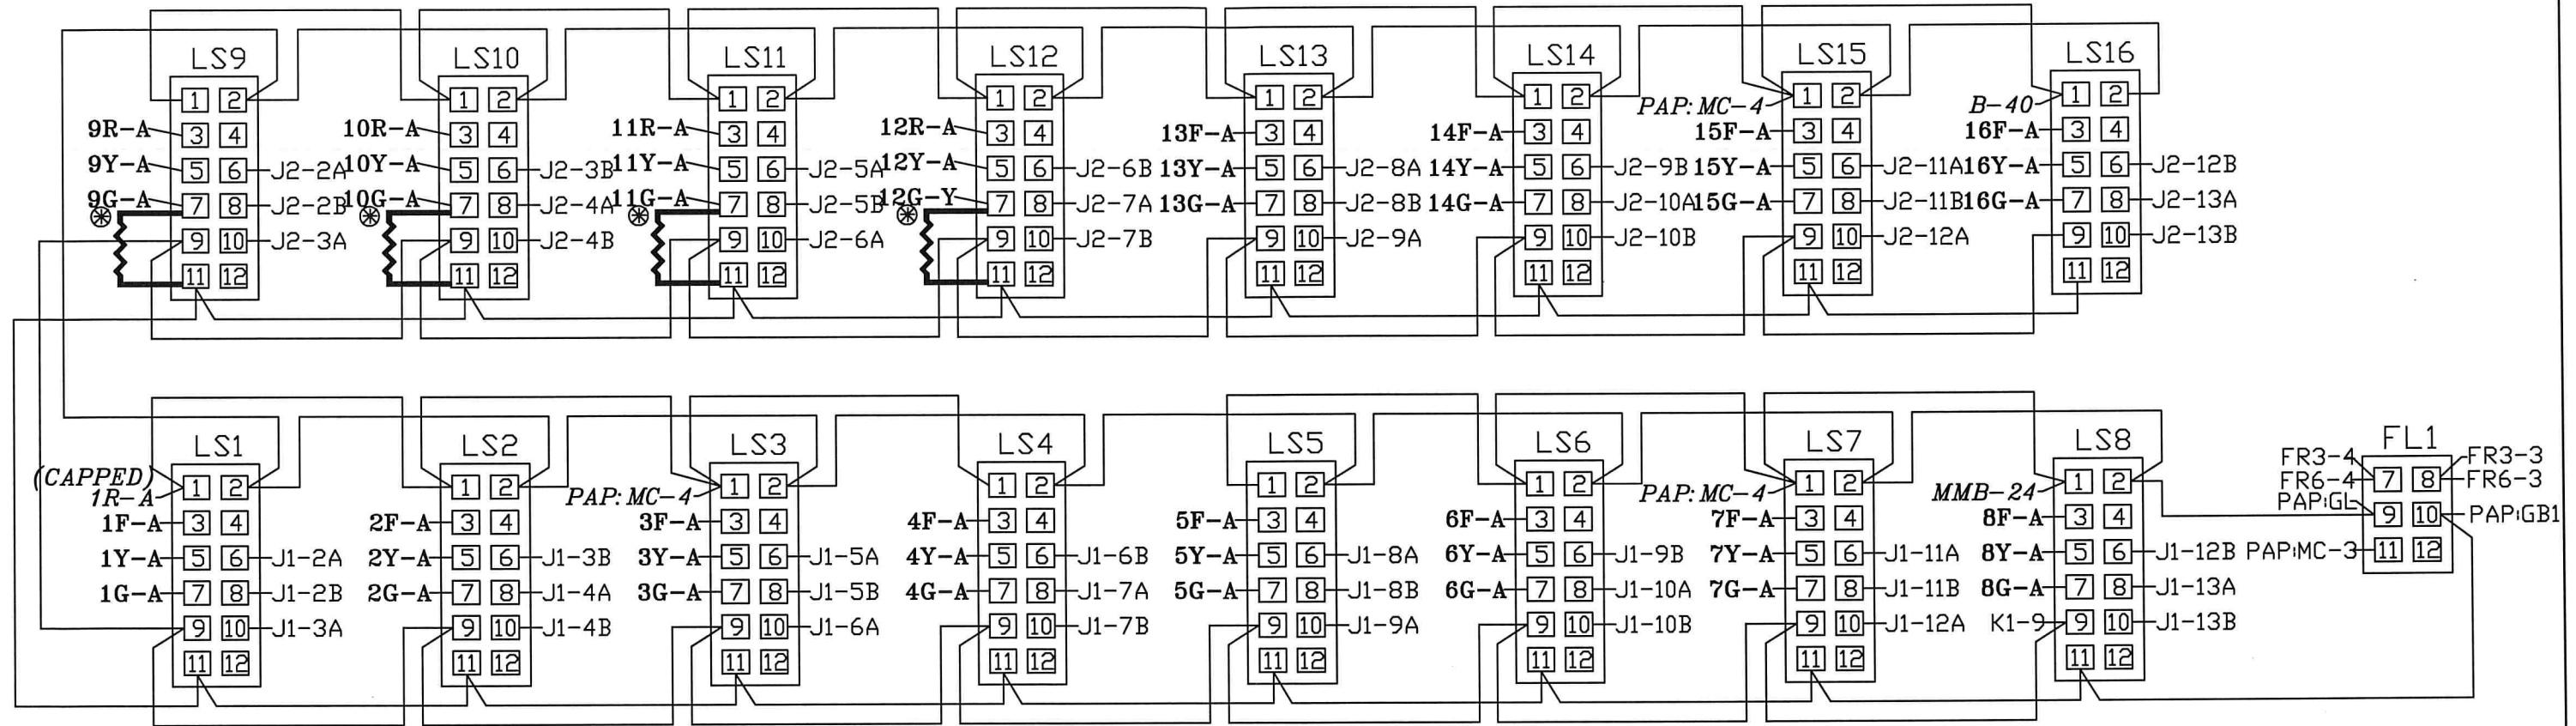 LS9 LS10 LS11 LS12 LS13 LS14 LS15 LS16
1 2 1 2 1 2 1 2 1 2 1 2 PAP:MC-4 1 2 B-40 1 2
9R-A 3 4 10R-A 3 4 11R-A 3 4 12R-A 3 4 13F-A 3 4 14F-A 3 4 15F-A 3 4 16F-A 3 4
9Y-A 5 6 J2-2A 10Y-A 5 6 J2-3B 11Y-A 5 6 J2-5A 12Y-A 5 6 J2-6B 13Y-A 5 6 J2-8A 14Y-A 5 6 J2-9B 15Y-A 5 6 J2-11A 16Y-A 5 6 J2-12B
9G-A 7 8 J2-2B 10G-A 7 8 J2-4A 11G-A 7 8 J2-5B 12G-Y 7 8 J2-7A 13G-A 7 8 J2-8B 14G-A 7 8 J2-10A 15G-A 7 8 J2-11B 16G-A 7 8 J2-13A
9 10 J2-3A 9 10 J2-4B 9 10 J2-6A 9 10 J2-7B 9 10 J2-9A 9 10 J2-10B 9 10 J2-12A 9 10 J2-13B
11 12 11 12 11 12 11 12 11 12 11 12 11 12 11 12
LS1 LS2 LS3 LS4 LS5 LS6 LS7 LS8 FL1
(CAPPED)
1R-A 1 2 1 2 PAP:MC-4 1 2 1 2 1 2 1 2 PAP:MC-4 1 2 MMB-24 1 2
1F-A 3 4 2F-A 3 4 3F-A 3 4 4F-A 3 4 5F-A 3 4 6F-A 3 4 7F-A 3 4 8F-A 3 4
1Y-A 5 6 J1-2A 2Y-A 5 6 J1-3B 3Y-A 5 6 J1-5A 4Y-A 5 6 J1-6B 5Y-A 5 6 J1-8A 6Y-A 5 6 J1-9B 7Y-A 5 6 J1-11A 8Y-A 5 6 J1-12B
1G-A 7 8 J1-2B 2G-A 7 8 J1-4A 3G-A 7 8 J1-5B 4G-A 7 8 J1-7A 5G-A 7 8 J1-8B 6G-A 7 8 J1-10A 7G-A 7 8 J1-11B 8G-A 7 8 J1-13A
9 10 J1-3A 9 10 J1-4B 9 10 J1-6A 9 10 J1-7B 9 10 J1-9A 9 10 J1-10B 9 10 J1-12A K1-9 9 10 J1-13B
11 12 11 12 11 12 11 12 11 12 11 12 11 12 11 12
FR3-4 FR3-3
7 8
FR6-4 FR6-3
PAP:GL 9 10 PAP:GB1
PAP:MC-3 11 12